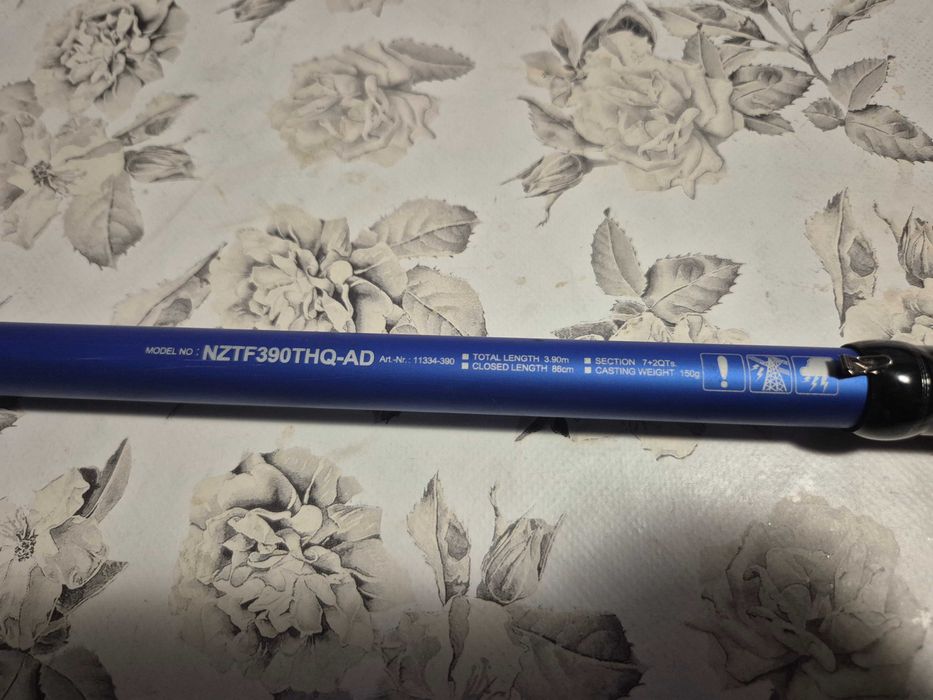 MODEL NO : NZTF390THQ-AD Art.-Nr.: 11334-390
■ TOTAL LENGTH 3.90m
■ CLOSED LENGTH 86cm
■ SECTION 7+2QTs
■ CASTING WEIGHT 150g